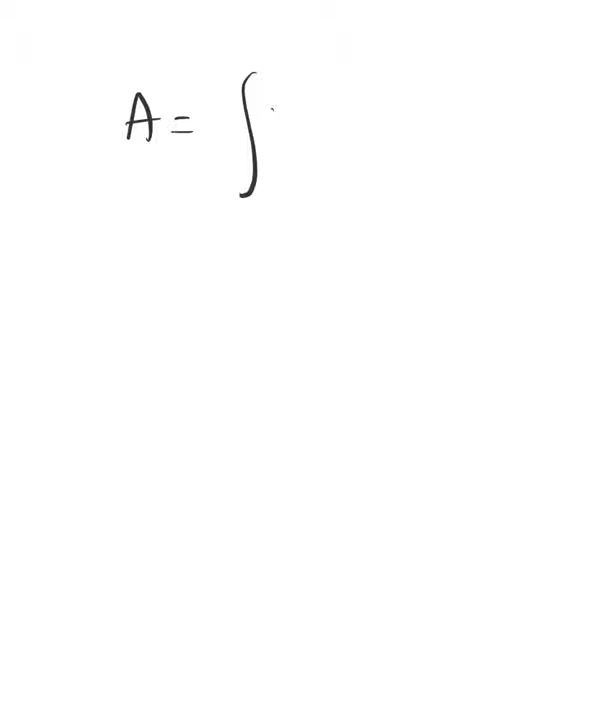 A = ∫